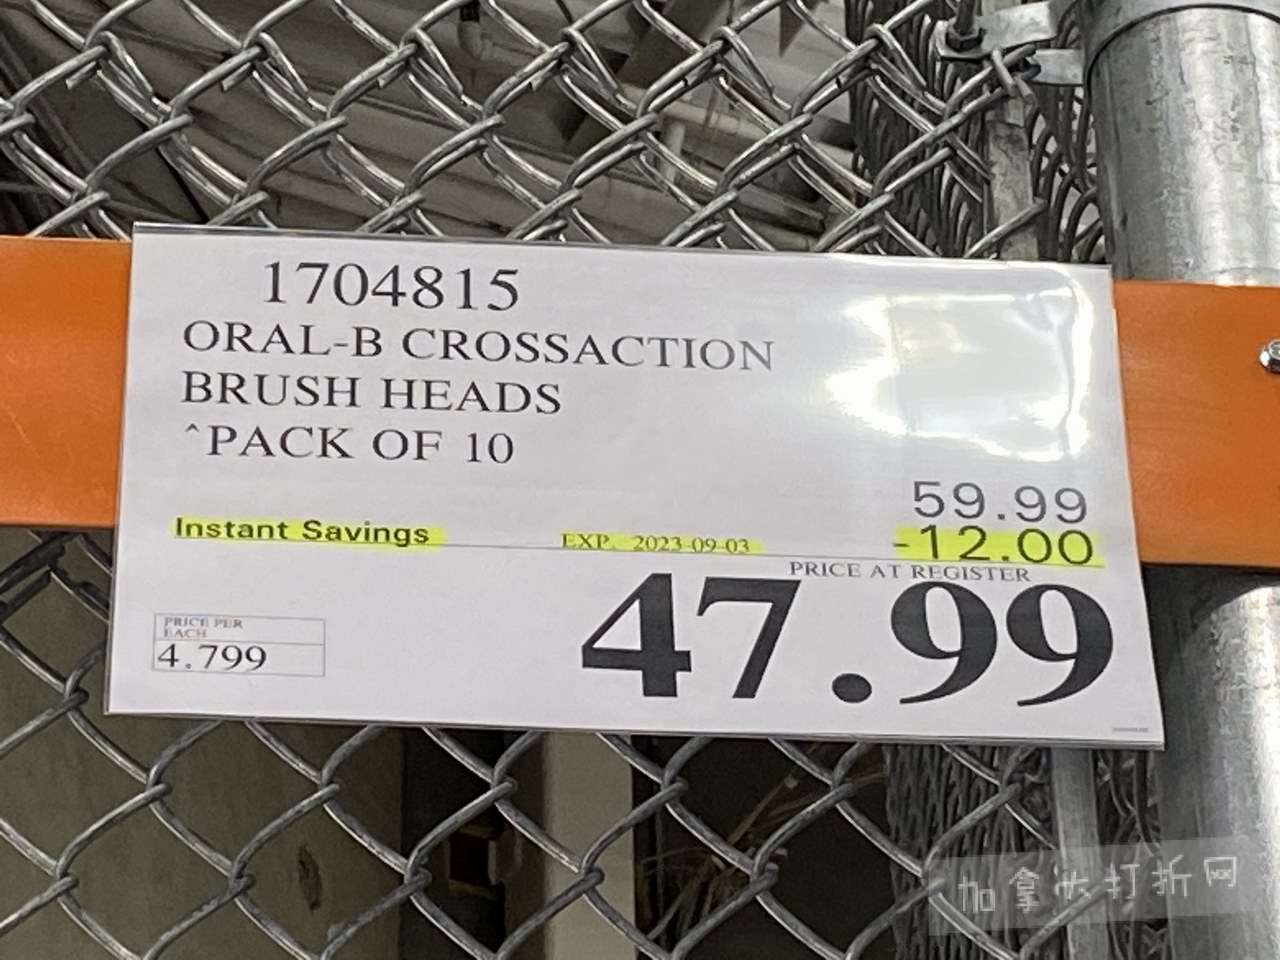 1704815
ORAL-B CROSSACTION
BRUSH HEADS
^PACK OF 10
59.99
Instant Savings EXP. 2023-09-03 -12.00
PRICE AT REGISTER
47.99
PRICE PER
EACH
4.799
加拿大打折网